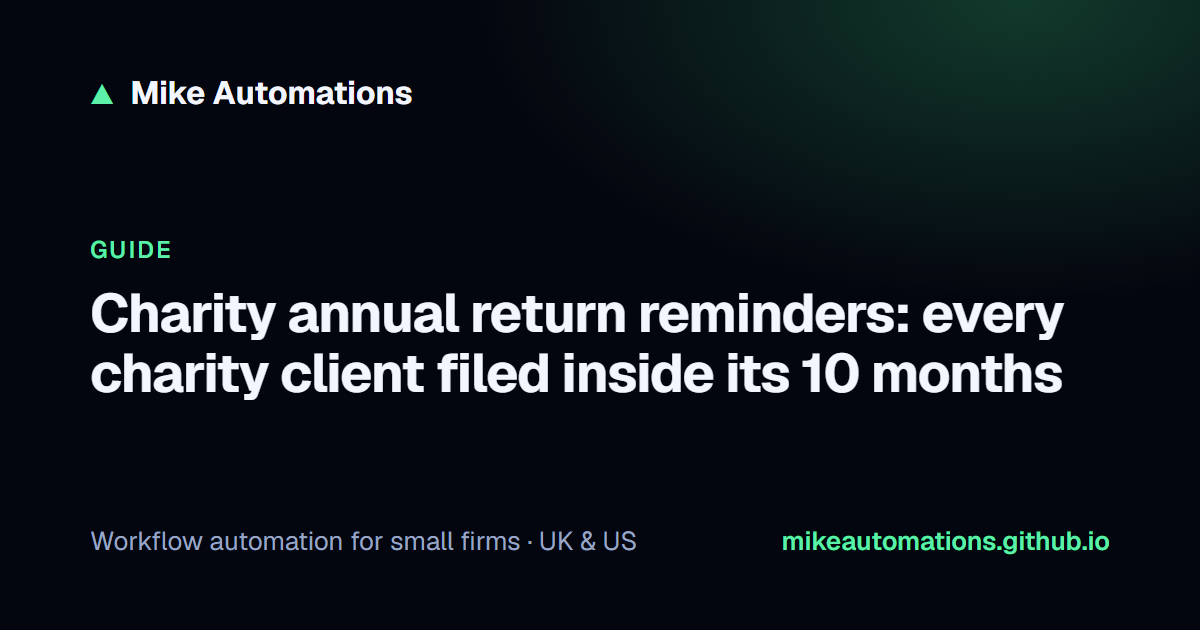 Mike Automations
GUIDE
Charity annual return reminders: every
charity client filed inside its 10 months
Workflow automation for small firms · UK & US
mikeautomations.github.io